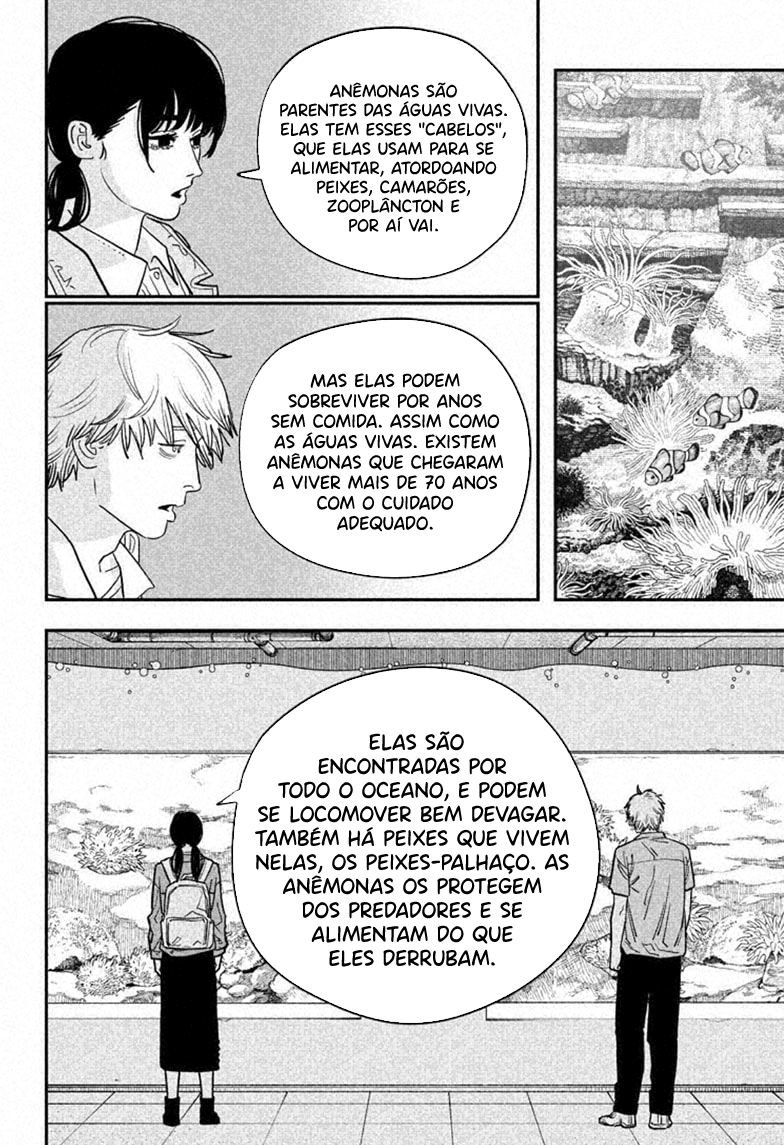 ANÊMONAS SÃO
PARENTES DAS ÁGUAS VIVAS.
ELAS TEM ESSES "CABELOS",
QUE ELAS USAM PARA SE
ALIMENTAR, ATORDOANDO
PEIXES, CAMARÕES,
ZOOPLÂNCTON E
POR AÍ VAI.
MAS ELAS PODEM
SOBREVIVER POR ANOS
SEM COMIDA. ASSIM COMO
AS ÁGUAS VIVAS. EXISTEM
ANÊMONAS QUE CHEGARAM
A VIVER MAIS DE 70 ANOS
COM O CUIDADO
ADEQUADO.
ELAS SÃO
ENCONTRADAS POR
TODO O OCEANO, E PODEM
SE LOCOMOVER BEM DEVAGAR.
TAMBÉM HÁ PEIXES QUE VIVEM
NELAS, OS PEIXES-PALHAÇO. AS
ANÊMONAS OS PROTEGEM
DOS PREDADORES E SE
ALIMENTAM DO QUE
ELES DERRUBAM.